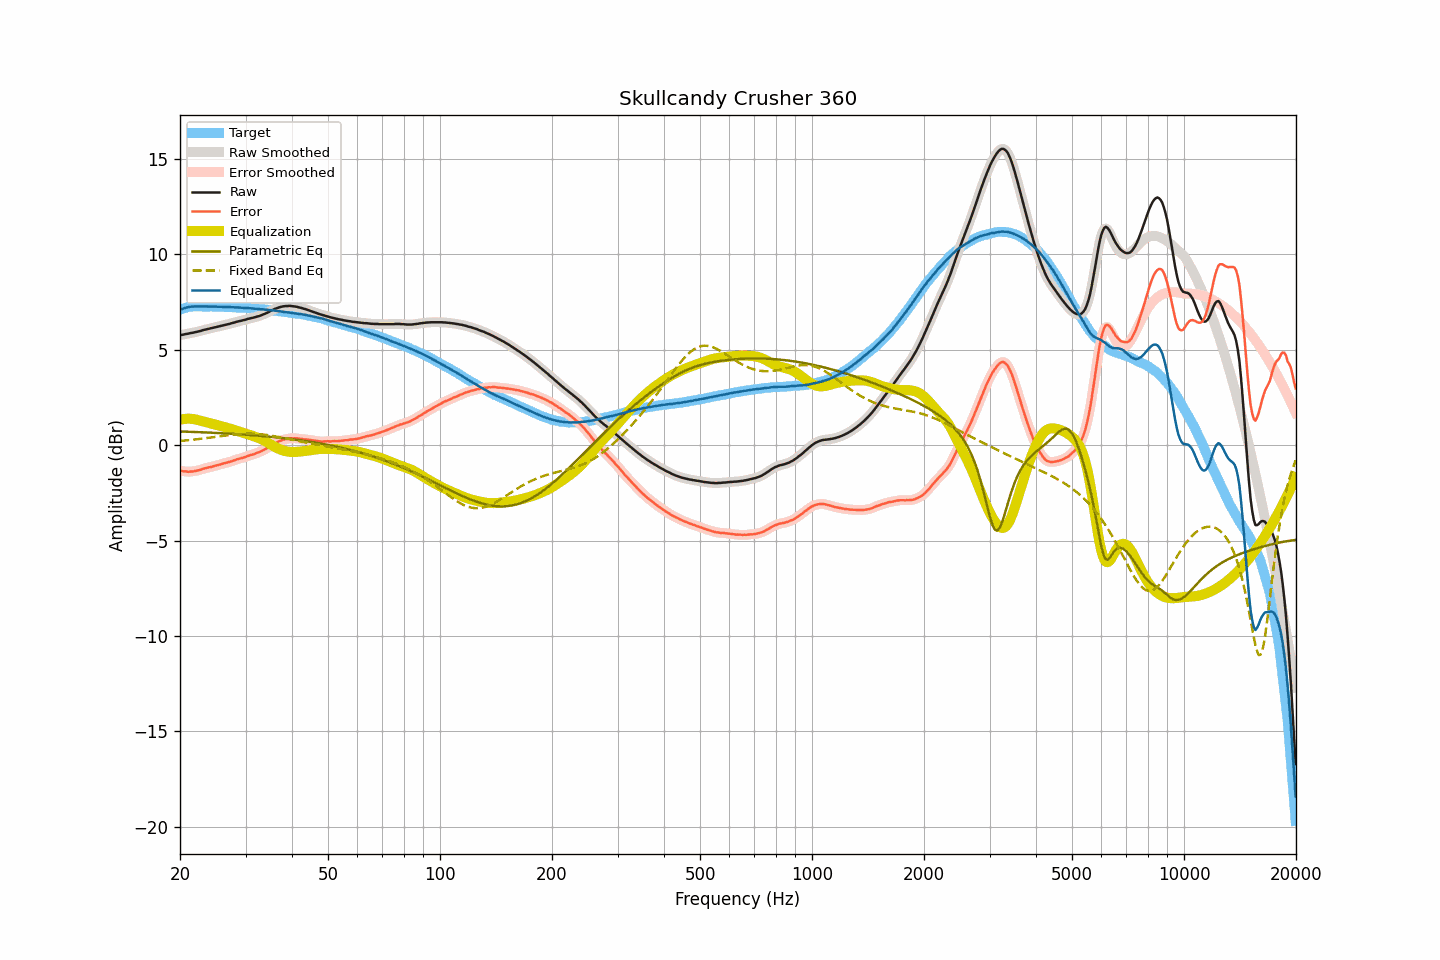 Skullcandy Crusher 360
Target
Raw Smoothed
Error Smoothed
Raw
Error
Equalization
Parametric Eq
Fixed Band Eq
Equalized
15
10
5
0
−5
−10
−15
−20
Amplitude (dBr)
20 50 100 200 500 1000 2000 5000 10000 20000
Frequency (Hz)